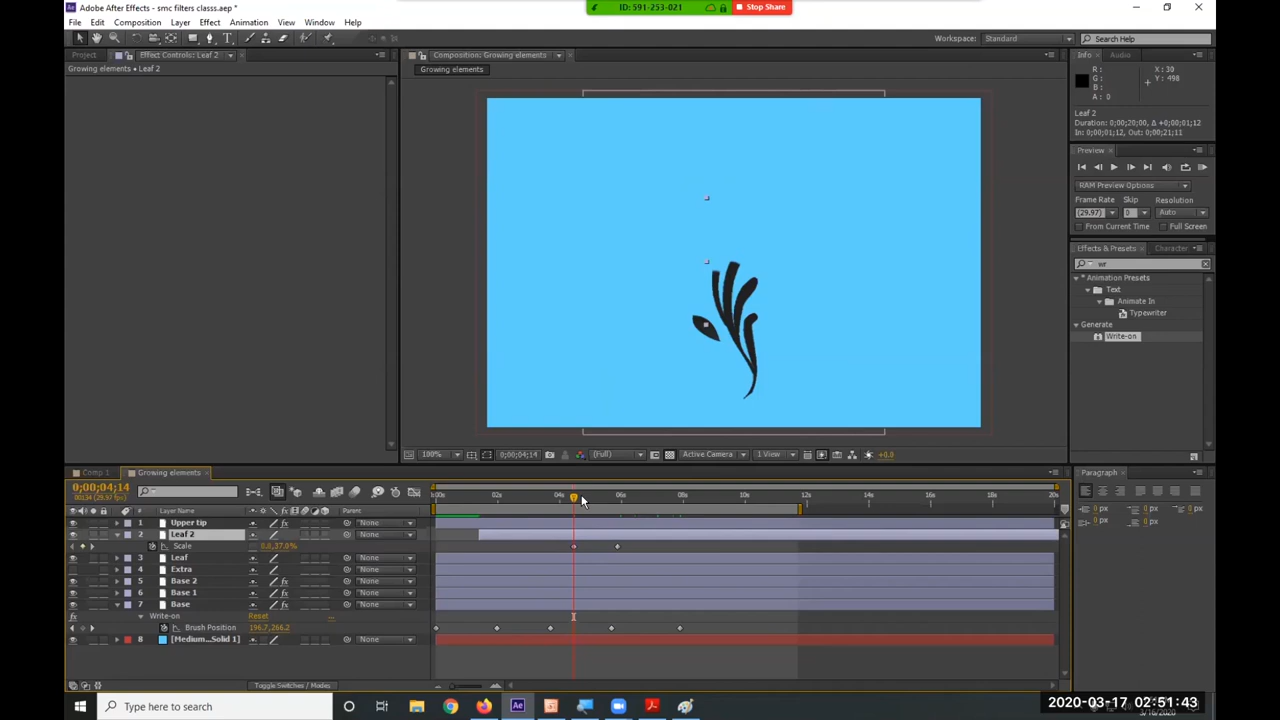 Adobe After Effects - smc filters classs.aep *
ID: 591-253-021
Stop Share
File Edit Composition Layer Effect Animation View Window Help
Workspace: Standard
Search Help
Project
Effect Controls: Leaf 2
Composition: Growing elements
Info
Audio
Growing elements • Leaf 2
Growing elements
R :
G :
B :
A : 0
X : 30
Y : 498
Leaf 2
Duration: 0;00;20;00, Δ +0;00;01;12
In: 0;00;01;12, Out: 0;00;21;11
Preview
RAM Preview Options
Frame Rate Skip Resolution
(29.97) 0 Auto
From Current Time Full Screen
Effects & Presets
Character
wr
* Animation Presets
Text
Animate In
Typewriter
Generate
Write-on
100%
0;00;04;14
(Full)
Active Camera
1 View
+0.0
Comp 1
Growing elements
Paragraph
0;00;04;14
00134 (29.97 fps)
:00s 02s 04s 06s 08s 10s 12s 14s 16s 18s 20s
# Layer Name Parent
1 Upper tip None
2 Leaf 2 None
Scale
3 Leaf None
4 Extra None
5 Base 2 None
6 Base 1 None
7 Base None
Write-on Reset ...
Brush Position 196.7,266.2
8 [Medium...Solid 1] None
0 px 0 px
0 px 0 px
0 px
Toggle Switches / Modes
Type here to search
2020-03-17 02:51:43